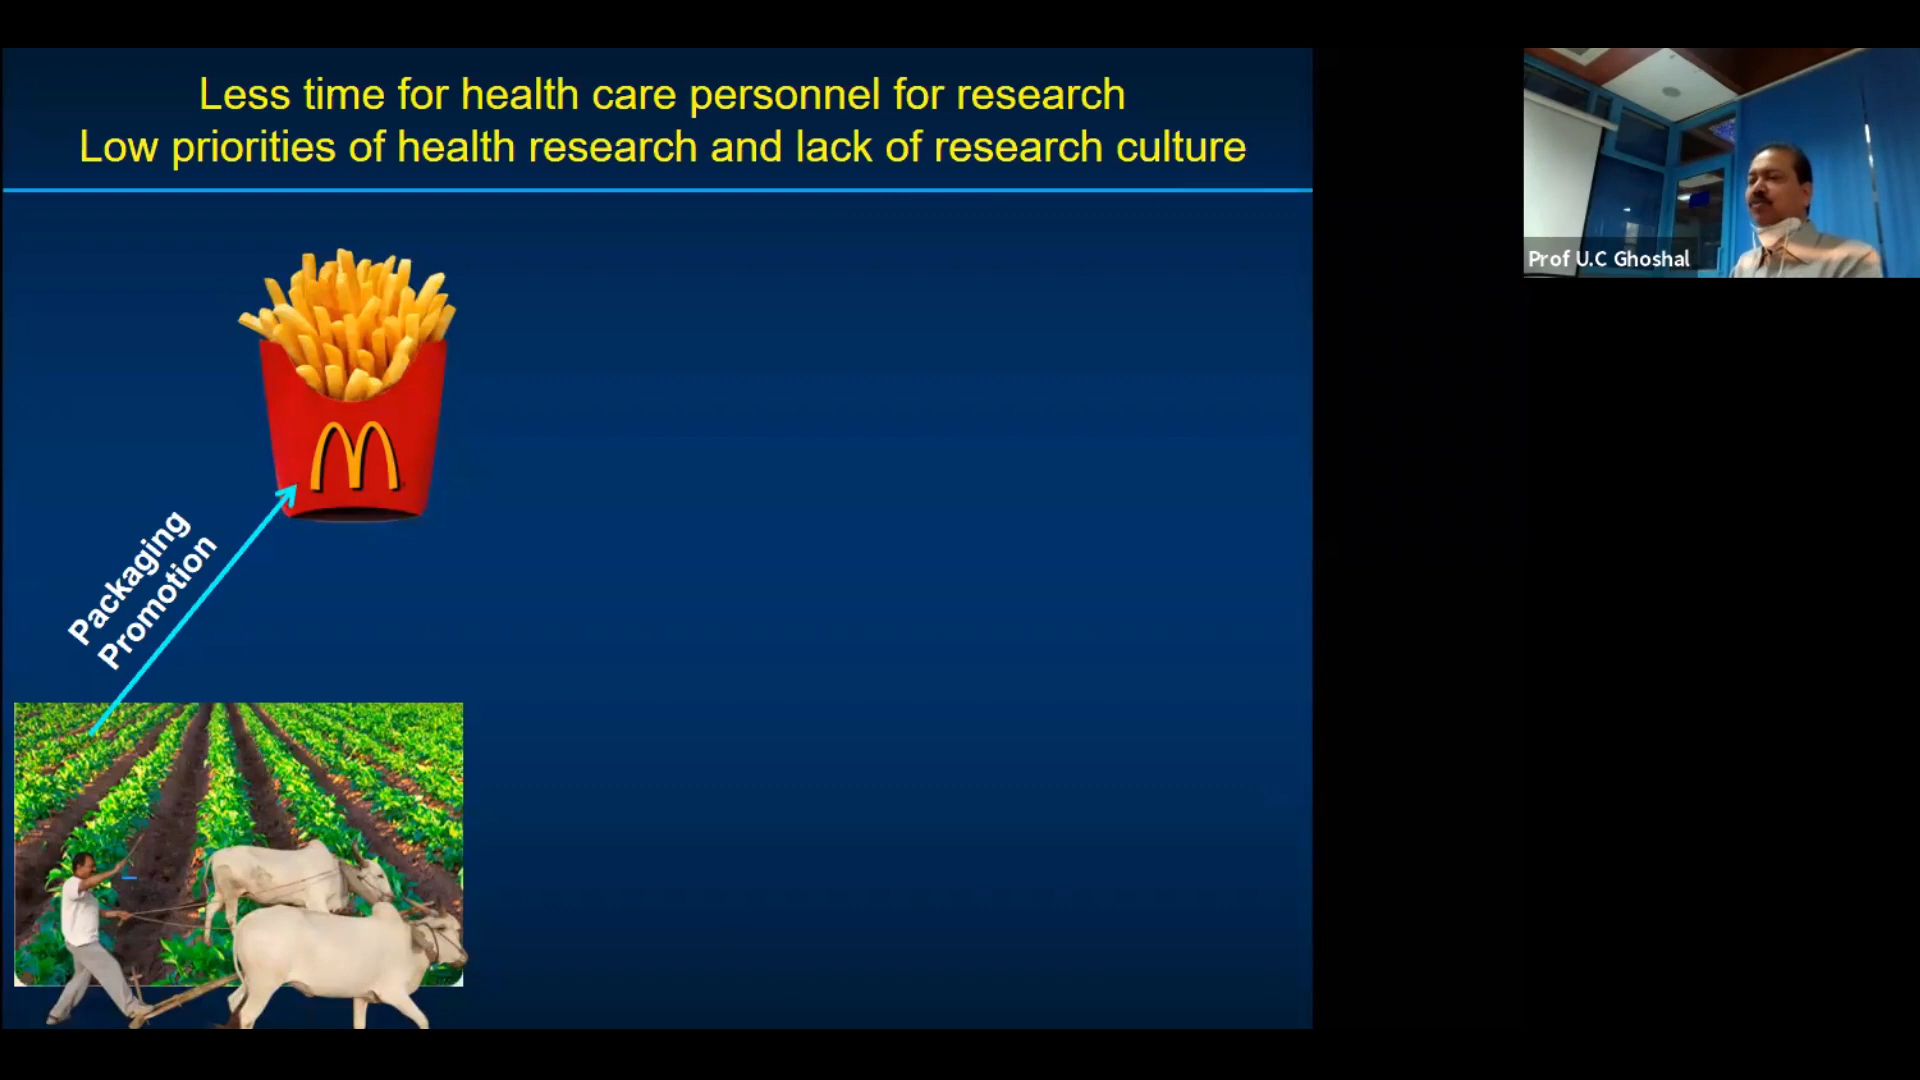 Less time for health care personnel for research
Low priorities of health research and lack of research culture
Prof U.C Ghoshal
M
Packaging
Promotion